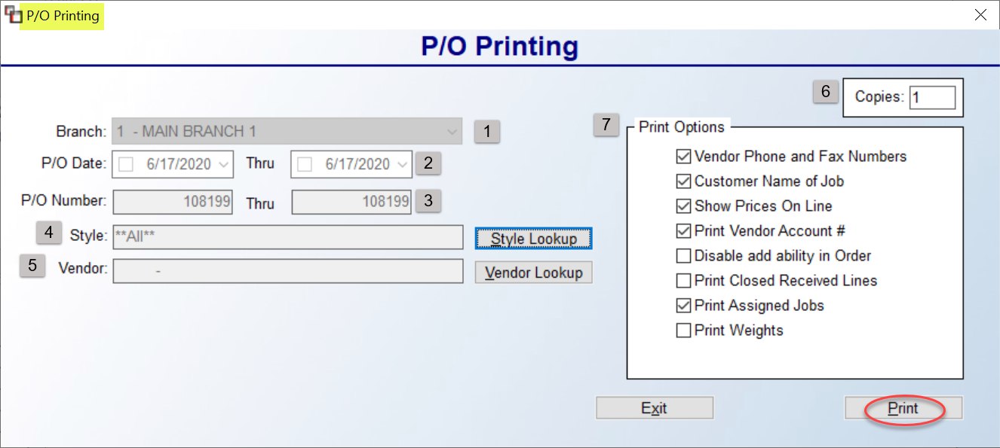 P/O Printing
P/O Printing
6 Copies: 1
Branch: 1 - MAIN BRANCH 1 1
P/O Date: 6/17/2020 Thru 6/17/2020 2
P/O Number: 108199 Thru 108199 3
4 Style: **All** Style Lookup
5 Vendor: - Vendor Lookup
7 Print Options
Vendor Phone and Fax Numbers
Customer Name of Job
Show Prices On Line
Print Vendor Account #
Disable add ability in Order
Print Closed Received Lines
Print Assigned Jobs
Print Weights
Exit Print